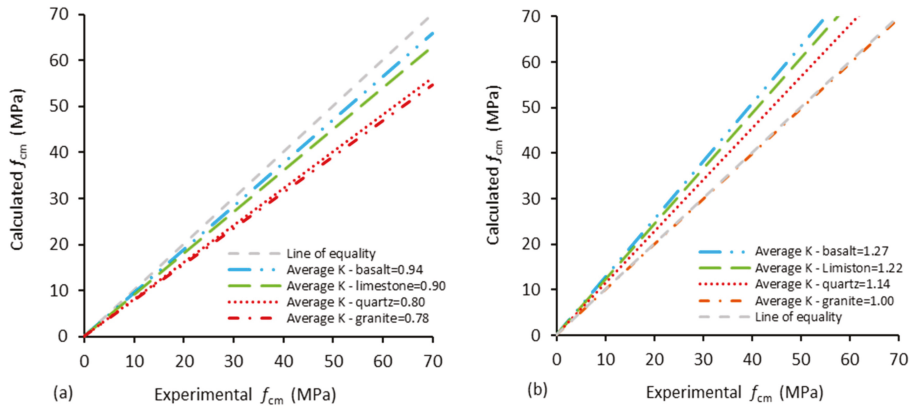 70
60
50
40
30
20
10
0
Calculated fcm (MPa)
Line of equality
Average K - basalt=0.94
Average K - limestone=0.90
Average K - quartz=0.80
Average K - granite=0.78
0 10 20 30 40 50 60 70
(a) Experimental fcm (MPa)
70
60
50
40
30
20
10
0
Calculated fcm (MPa)
Average K - basalt=1.27
Average K - Limiston=1.22
Average K - quartz=1.14
Average K - granite=1.00
Line of equality
0 10 20 30 40 50 60 70
(b) Experimental fcm (MPa)